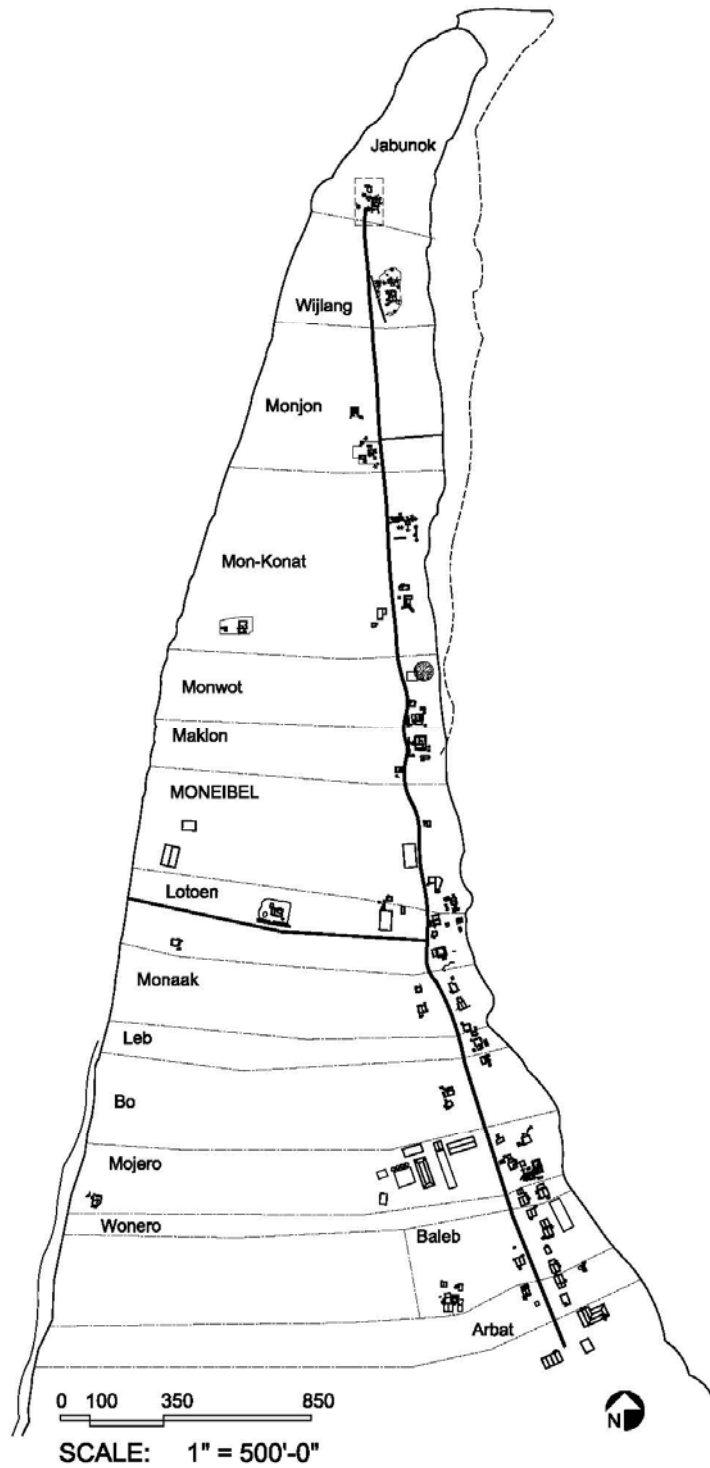 Jabunok
Wijlang
Monjon
Mon-Konat
Monwot
Maklon
MONEIBEL
Lotoen
Monaak
Leb
Bo
Mojero
Wonero
Baleb
Arbat
0 100 350 850
N
SCALE: 1" = 500'-0"